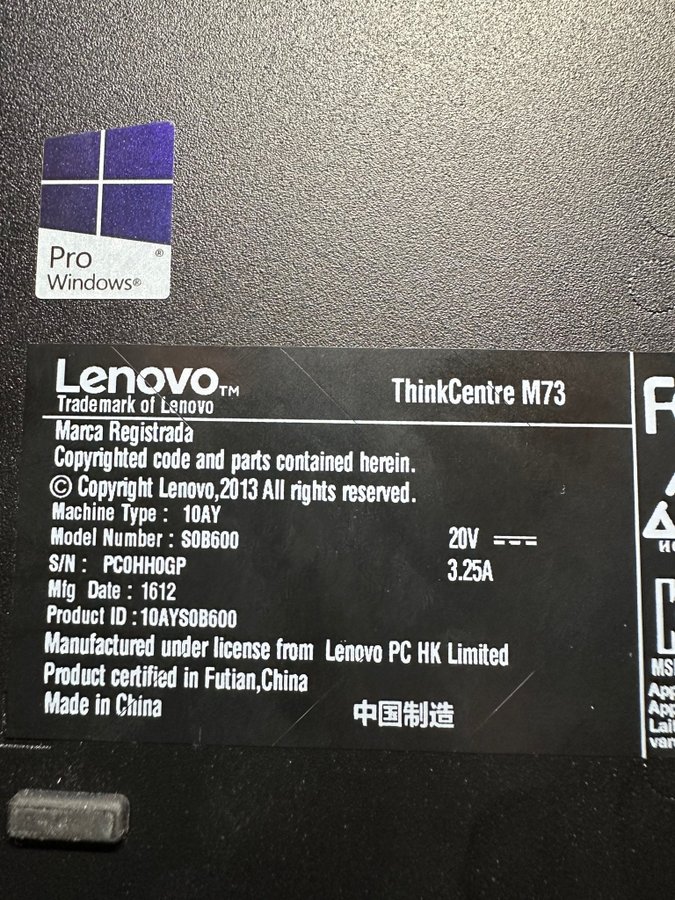 Pro ®
Windows®
Lenovo™
ThinkCentre M73
Trademark of Lenovo
Marca Registrada
Copyrighted code and parts contained herein.
© Copyright Lenovo,2013 All rights reserved.
Machine Type : 10AY
Model Number : S0B600
20V
S/N : PC0HH0GP
3.25A
Mfg Date : 1612
Product ID : 10AYS0B600
Manufactured under license from Lenovo PC HK Limited
Product certified in Futian,China
Made in China
中国制造